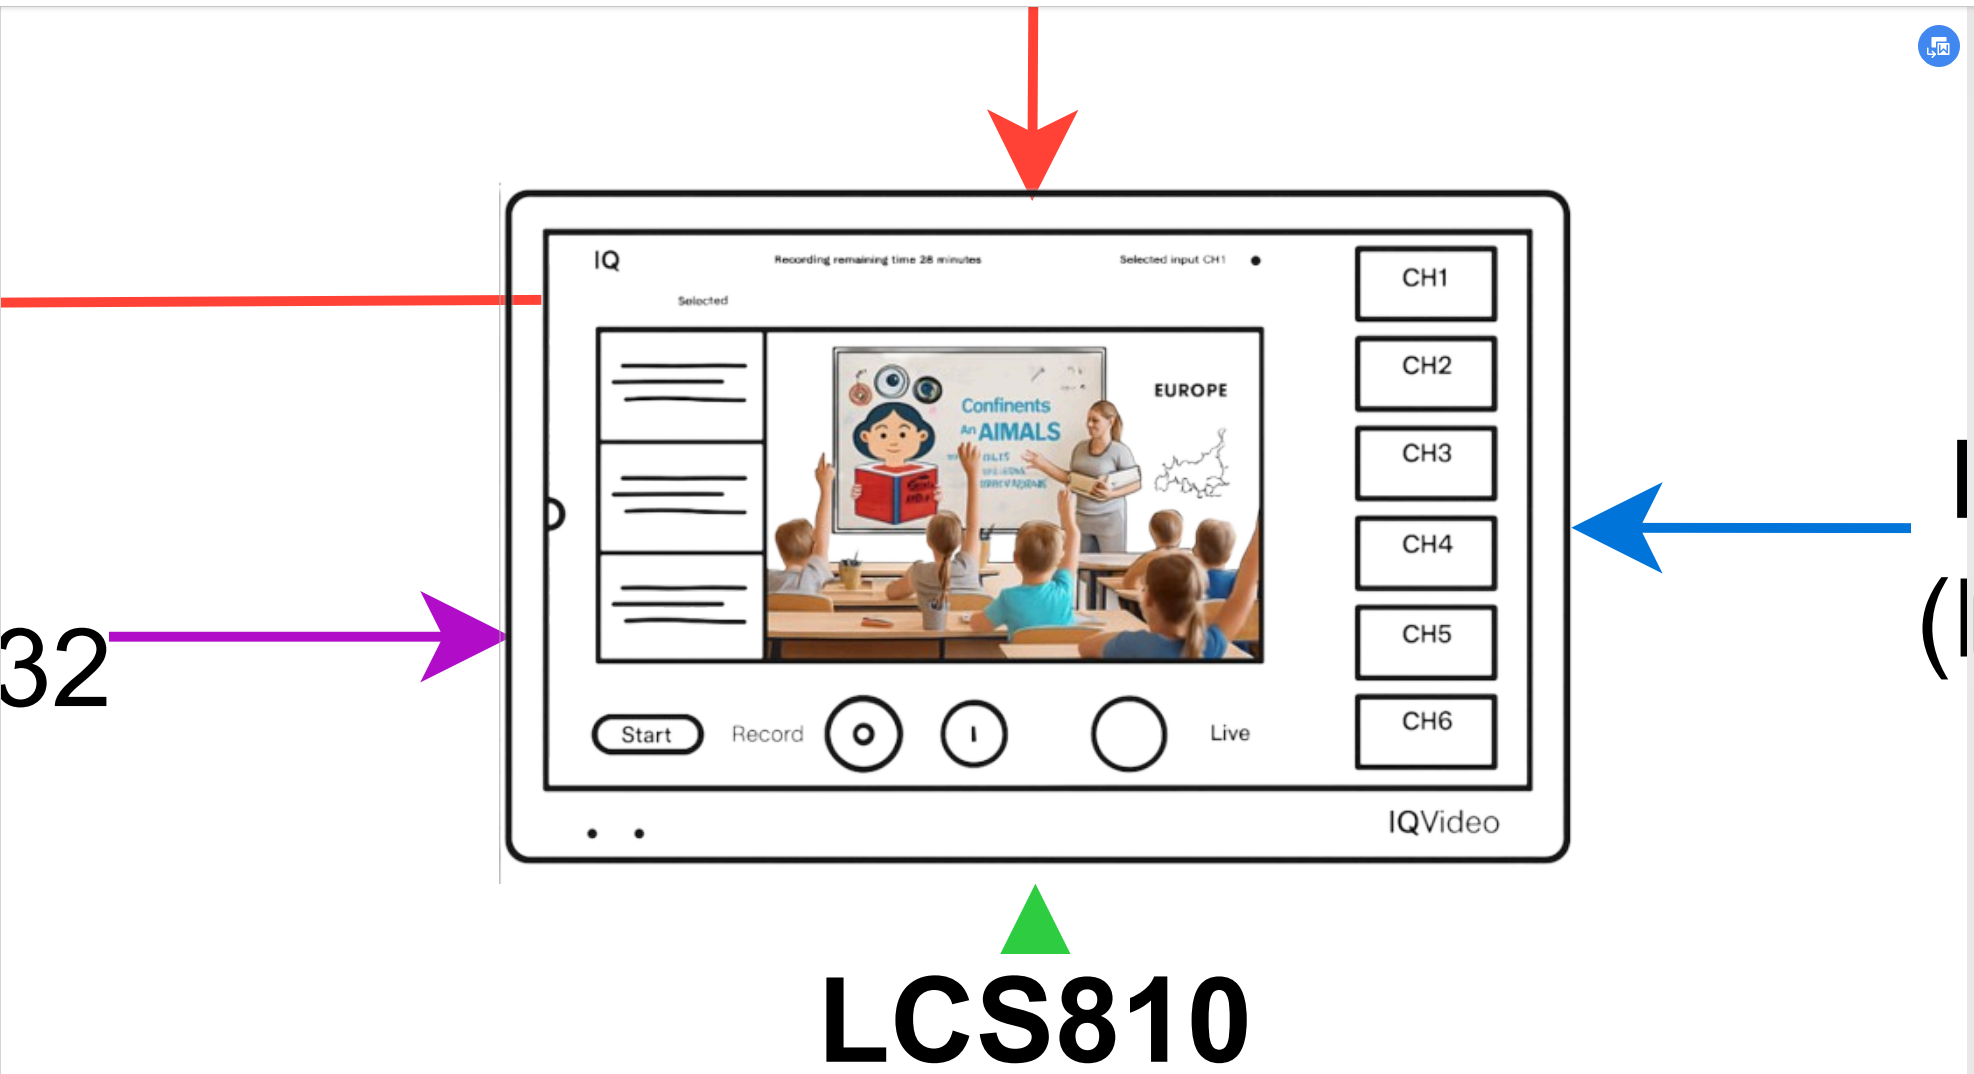 IQ
Recording remaining time 28 minutes
Selected input CH1
Selected
CH1
CH2
CH3
CH4
CH5
CH6
Confinents
An AIMALS
EUROPE
32
(
Start
Record
Live
IQVideo
LCS810